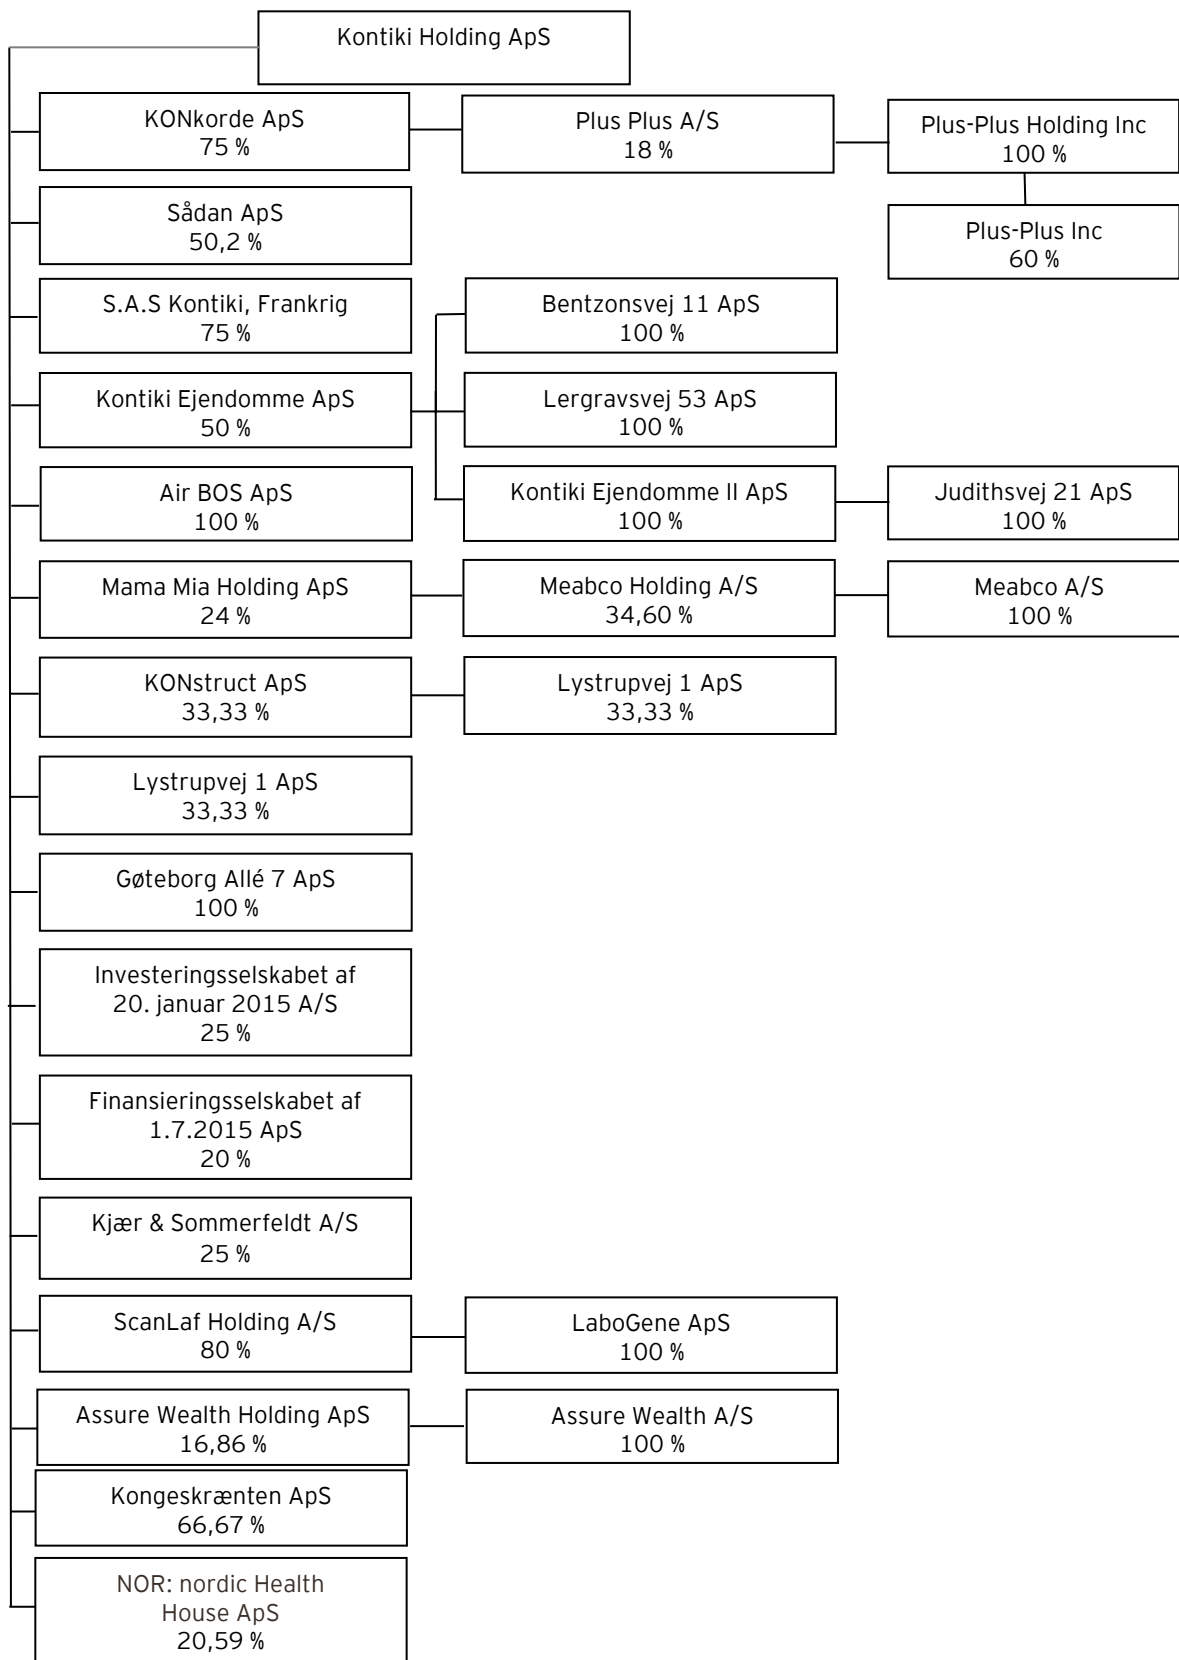 Kontiki Holding ApS
KONkorde ApS
75 %
Plus Plus A/S
18 %
Plus-Plus Holding Inc
100 %
Sådan ApS
50,2 %
Plus-Plus Inc
60 %
S.A.S Kontiki, Frankrig
75 %
Bentzonsvej 11 ApS
100 %
Kontiki Ejendomme ApS
50 %
Lergravsvej 53 ApS
100 %
Air BOS ApS
100 %
Kontiki Ejendomme II ApS
100 %
Judithsvej 21 ApS
100 %
Mama Mia Holding ApS
24 %
Meabco Holding A/S
34,60 %
Meabco A/S
100 %
KONstruct ApS
33,33 %
Lystrupvej 1 ApS
33,33 %
Lystrupvej 1 ApS
33,33 %
Gøteborg Allé 7 ApS
100 %
Investeringsselskabet af
20. januar 2015 A/S
25 %
Finansieringsselskabet af
1.7.2015 ApS
20 %
Kjær & Sommerfeldt A/S
25 %
ScanLaf Holding A/S
80 %
LaboGene ApS
100 %
Assure Wealth Holding ApS
16,86 %
Assure Wealth A/S
100 %
Kongeskrænten ApS
66,67 %
NOR: nordic Health
House ApS
20,59 %